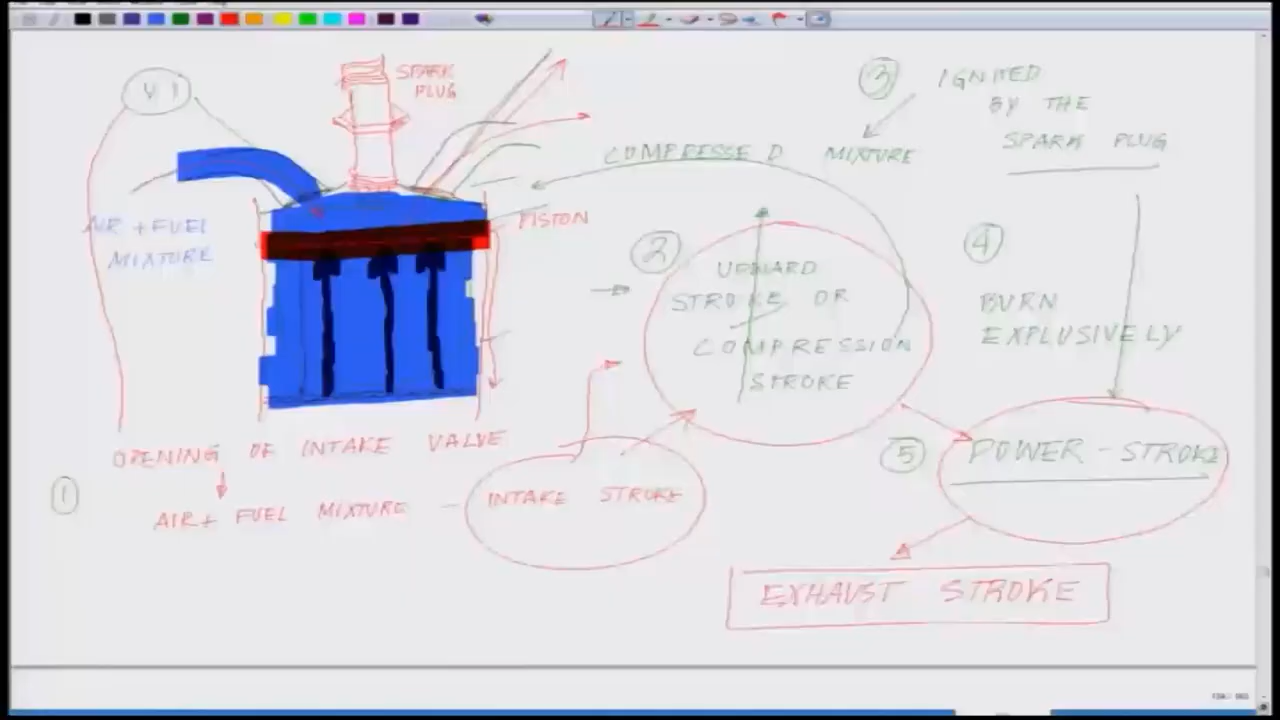 V1
SPARK
PLUG
AIR + FUEL
MIXTURE
PISTON
COMPRESSED MIXTURE
3 IGNITED
BY THE
SPARK PLUG
2
UPWARD
STROKE OR
COMPRESSION
STROKE
4
BURN
EXPLUSIVELY
OPENING OF INTAKE VALVE
1
AIR + FUEL MIXTURE - INTAKE STROKE
5 POWER - STROKE
EXHAUST STROKE